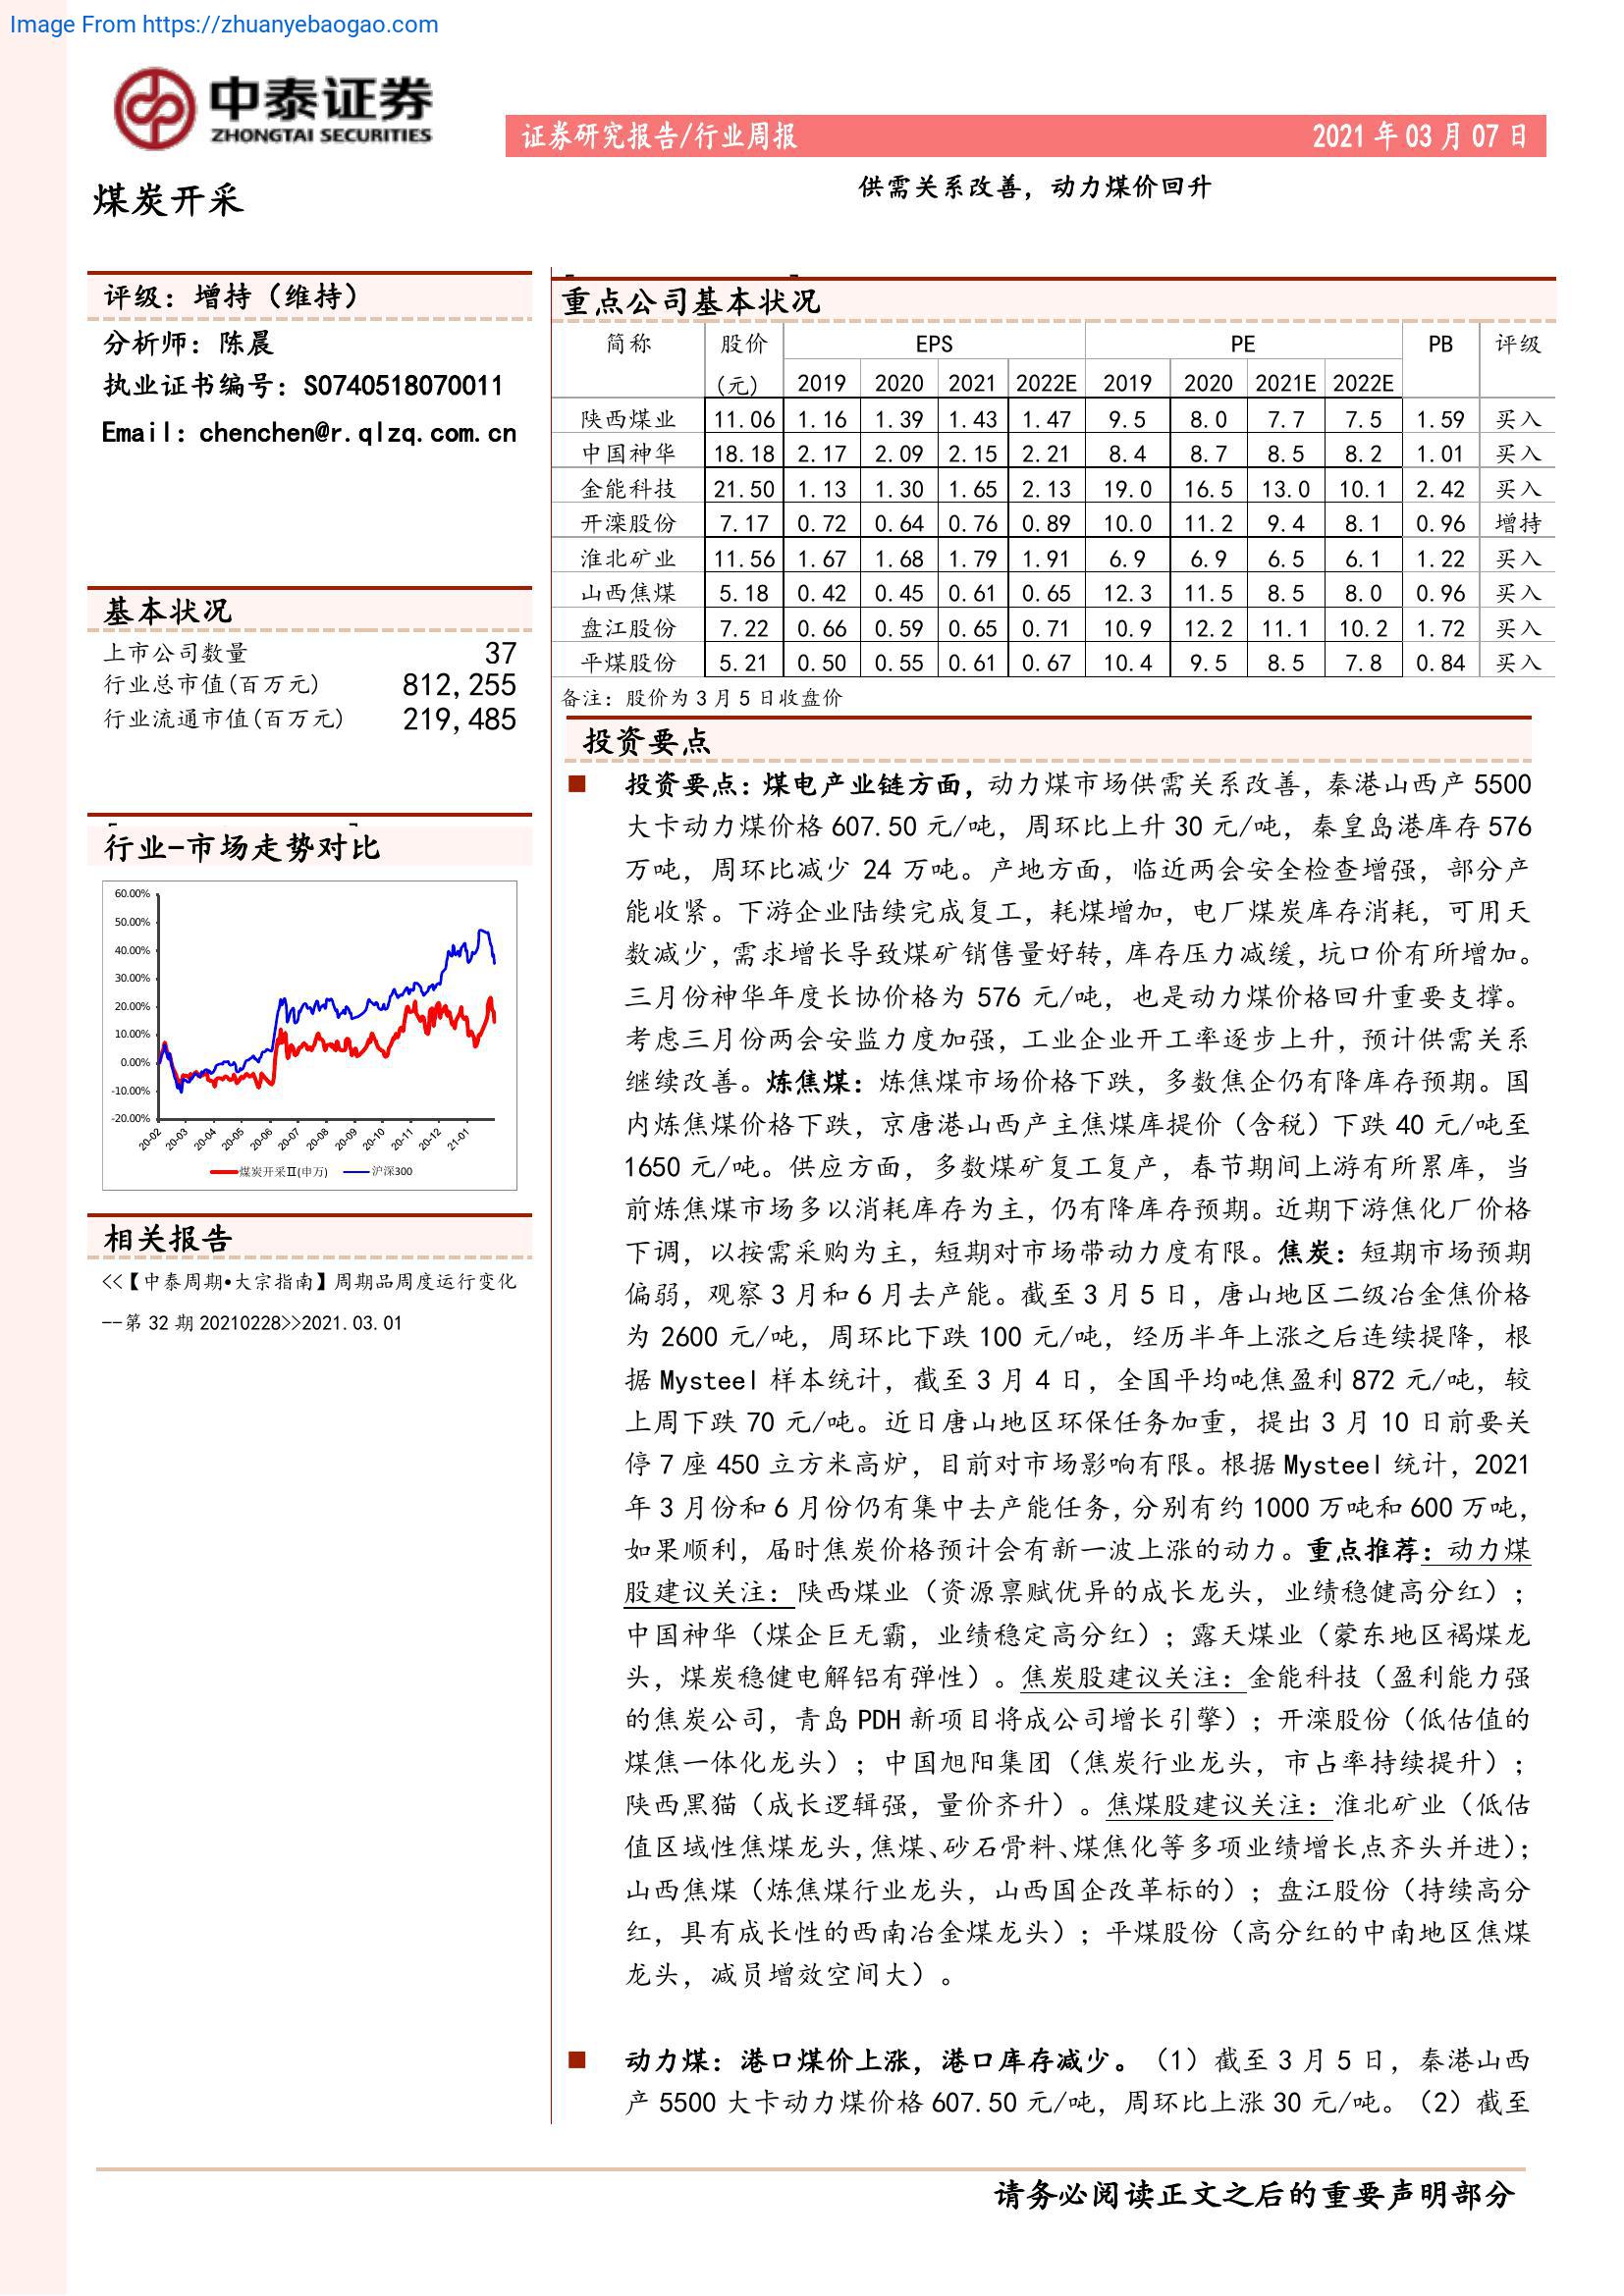 Image From https://zhuanyebaogao.com
中泰证券
ZHONGTAI SECURITIES
证券研究报告/行业周报 2021 年 03 月 07 日
煤炭开采
供需关系改善，动力煤价回升
评级：增持（维持）
分析师：陈晨
执业证书编号：S0740518070011
Email：chenchen@r.qlzq.com.cn
基本状况
上市公司数量 37
行业总市值(百万元) 812,255
行业流通市值(百万元) 219,485
行业-市场走势对比
60.00%
50.00%
40.00%
30.00%
20.00%
10.00%
0.00%
-10.00%
-20.00%
20-02 20-03 20-04 20-05 20-06 20-07 20-08 20-09 20-10 20-11 20-12 21-01
煤炭开采Ⅱ(申万) 沪深300
相关报告
<<【中泰周期•大宗指南】周期品周度运行变化
--第 32 期 20210228>>2021.03.01
重点公司基本状况
简称 股价 EPS PE PB 评级
(元) 2019 2020 2021 2022E 2019 2020 2021E 2022E
陕西煤业 11.06 1.16 1.39 1.43 1.47 9.5 8.0 7.7 7.5 1.59 买入
中国神华 18.18 2.17 2.09 2.15 2.21 8.4 8.7 8.5 8.2 1.01 买入
金能科技 21.50 1.13 1.30 1.65 2.13 19.0 16.5 13.0 10.1 2.42 买入
开滦股份 7.17 0.72 0.64 0.76 0.89 10.0 11.2 9.4 8.1 0.96 增持
淮北矿业 11.56 1.67 1.68 1.79 1.91 6.9 6.9 6.5 6.1 1.22 买入
山西焦煤 5.18 0.42 0.45 0.61 0.65 12.3 11.5 8.5 8.0 0.96 买入
盘江股份 7.22 0.66 0.59 0.65 0.71 10.9 12.2 11.1 10.2 1.72 买入
平煤股份 5.21 0.50 0.55 0.61 0.67 10.4 9.5 8.5 7.8 0.84 买入
备注：股价为 3 月 5 日收盘价
投资要点
■ 投资要点：煤电产业链方面，动力煤市场供需关系改善，秦港山西产 5500
大卡动力煤价格 607.50 元/吨，周环比上升 30 元/吨，秦皇岛港库存 576
万吨，周环比减少 24 万吨。产地方面，临近两会安全检查增强，部分产
能收紧。下游企业陆续完成复工，耗煤增加，电厂煤炭库存消耗，可用天
数减少，需求增长导致煤矿销售量好转，库存压力减缓，坑口价有所增加。
三月份神华年度长协价格为 576 元/吨，也是动力煤价格回升重要支撑。
考虑三月份两会安监力度加强，工业企业开工率逐步上升，预计供需关系
继续改善。炼焦煤：炼焦煤市场价格下跌，多数焦企仍有降库存预期。国
内炼焦煤价格下跌，京唐港山西产主焦煤库提价（含税）下跌 40 元/吨至
1650 元/吨。供应方面，多数煤矿复工复产，春节期间上游有所累库，当
前炼焦煤市场多以消耗库存为主，仍有降库存预期。近期下游焦化厂价格
下调，以按需采购为主，短期对市场带动力度有限。焦炭：短期市场预期
偏弱，观察 3 月和 6 月去产能。截至 3 月 5 日，唐山地区二级冶金焦价格
为 2600 元/吨，周环比下跌 100 元/吨，经历半年上涨之后连续提降，根
据 Mysteel 样本统计，截至 3 月 4 日，全国平均吨焦盈利 872 元/吨，较
上周下跌 70 元/吨。近日唐山地区环保任务加重，提出 3 月 10 日前要关
停 7 座 450 立方米高炉，目前对市场影响有限。根据 Mysteel 统计，2021
年 3 月份和 6 月份仍有集中去产能任务，分别有约 1000 万吨和 600 万吨，
如果顺利，届时焦炭价格预计会有新一波上涨的动力。重点推荐：动力煤
股建议关注：陕西煤业（资源禀赋优异的成长龙头，业绩稳健高分红）；
中国神华（煤企巨无霸，业绩稳定高分红）；露天煤业（蒙东地区褐煤龙
头，煤炭稳健电解铝有弹性）。焦炭股建议关注：金能科技（盈利能力强
的焦炭公司，青岛 PDH 新项目将成公司增长引擎）；开滦股份（低估值的
煤焦一体化龙头）；中国旭阳集团（焦炭行业龙头，市占率持续提升）；
陕西黑猫（成长逻辑强，量价齐升）。焦煤股建议关注：淮北矿业（低估
值区域性焦煤龙头，焦煤、砂石骨料、煤焦化等多项业绩增长点齐头并进）；
山西焦煤（炼焦煤行业龙头，山西国企改革标的）；盘江股份（持续高分
红，具有成长性的西南冶金煤龙头）；平煤股份（高分红的中南地区焦煤
龙头，减员增效空间大）。
■ 动力煤：港口煤价上涨，港口库存减少。（1）截至 3 月 5 日，秦港山西
产 5500 大卡动力煤价格 607.50 元/吨，周环比上涨 30 元/吨。（2）截至
请务必阅读正文之后的重要声明部分